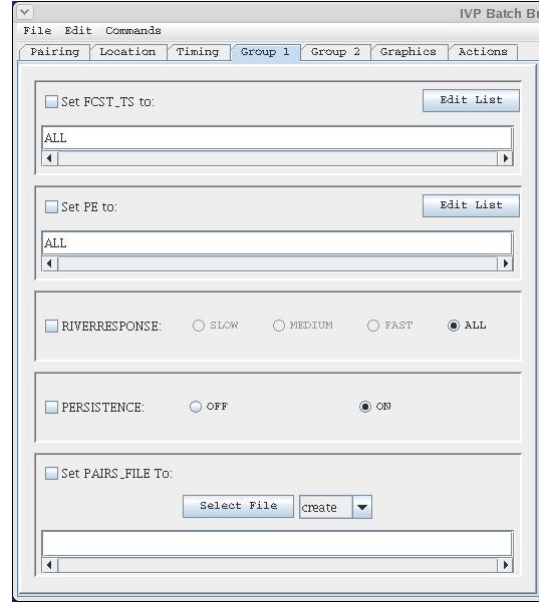 IVP Batch B
File Edit Commands
Pairing Location Timing Group 1 Group 2 Graphics Actions
Set FCST_TS to: Edit List
ALL
Set PE to: Edit List
ALL
RIVERRESPONSE: SLOW MEDIUM FAST ALL
PERSISTENCE: OFF ON
Set PAIRS_FILE To:
Select File create